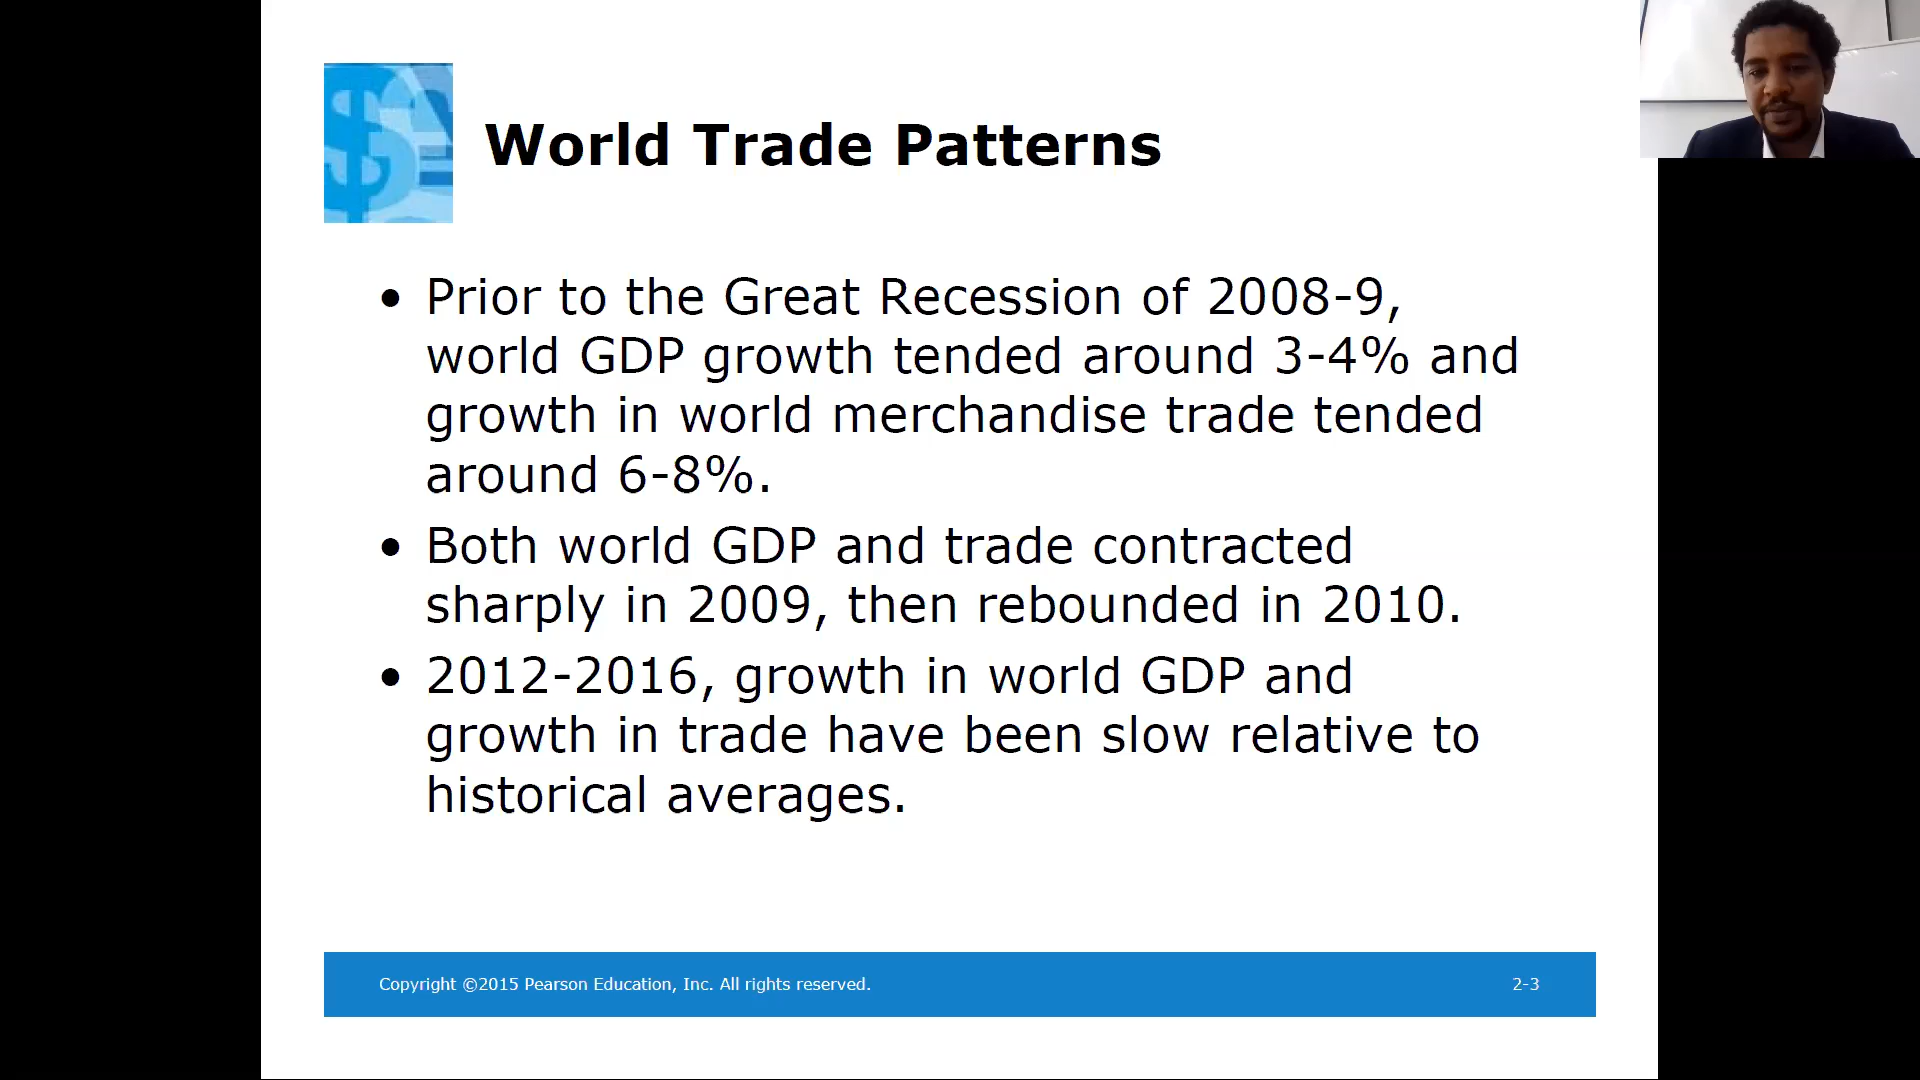 World Trade Patterns
• Prior to the Great Recession of 2008-9,
world GDP growth tended around 3-4% and
growth in world merchandise trade tended
around 6-8%.
• Both world GDP and trade contracted
sharply in 2009, then rebounded in 2010.
• 2012-2016, growth in world GDP and
growth in trade have been slow relative to
historical averages.
Copyright ©2015 Pearson Education, Inc. All rights reserved.
2-3